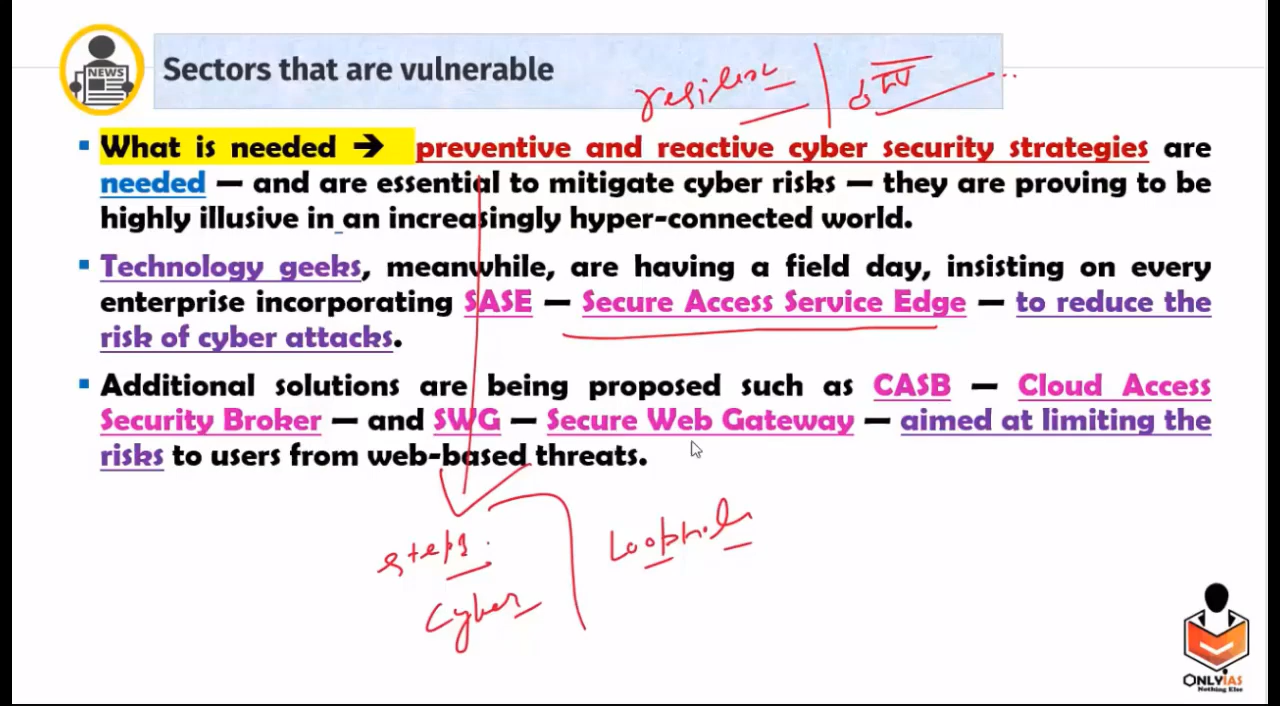 NEWS
Sectors that are vulnerable
▪ What is needed ➔ preventive and reactive cyber security strategies are
needed — and are essential to mitigate cyber risks — they are proving to be
highly illusive in an increasingly hyper-connected world.
▪ Technology geeks, meanwhile, are having a field day, insisting on every
enterprise incorporating SASE — Secure Access Service Edge — to reduce the
risk of cyber attacks.
▪ Additional solutions are being proposed such as CASB — Cloud Access
Security Broker — and SWG — Secure Web Gateway — aimed at limiting the
risks to users from web-based threats.
steps
cyber
ONLYIAS
Nothing Else